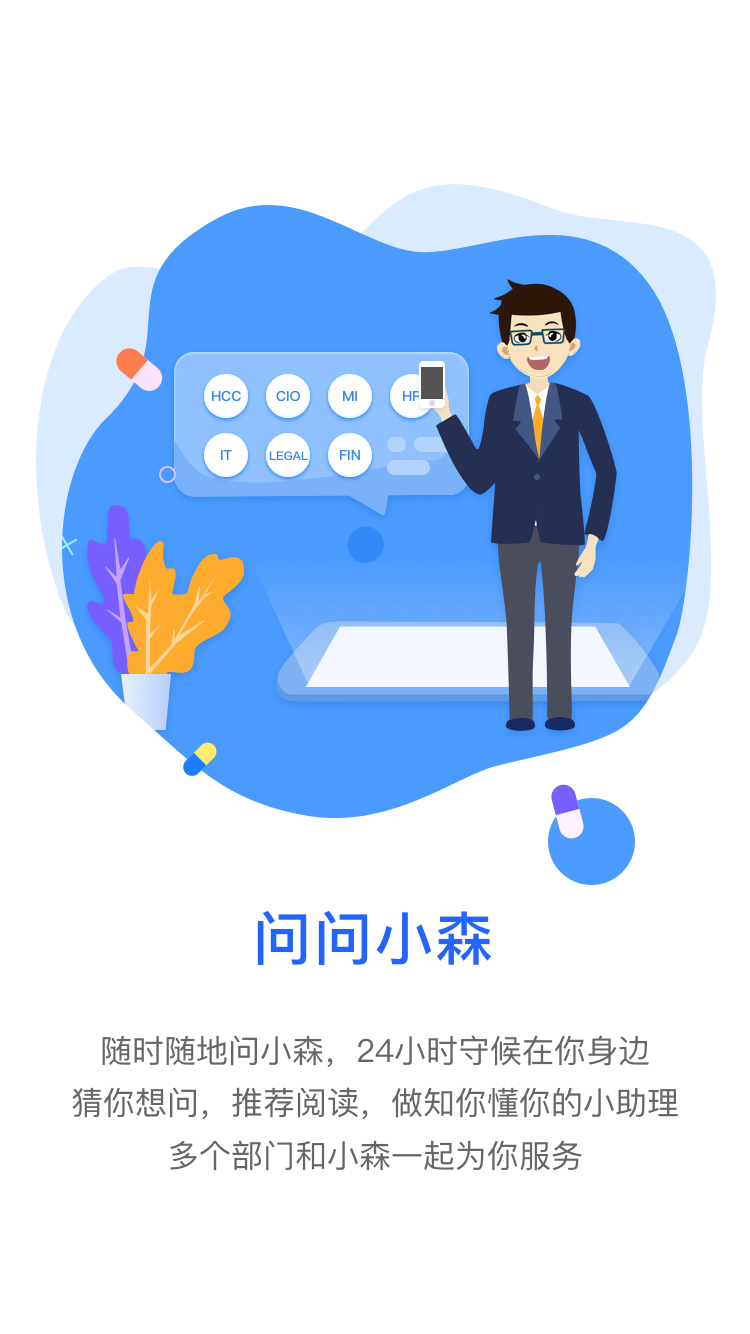 HCC CIO MI HR
IT LEGAL FIN
问问小森
随时随地问小森，24小时守候在你身边
猜你想问，推荐阅读，做知你懂你的小助理
多个部门和小森一起为你服务